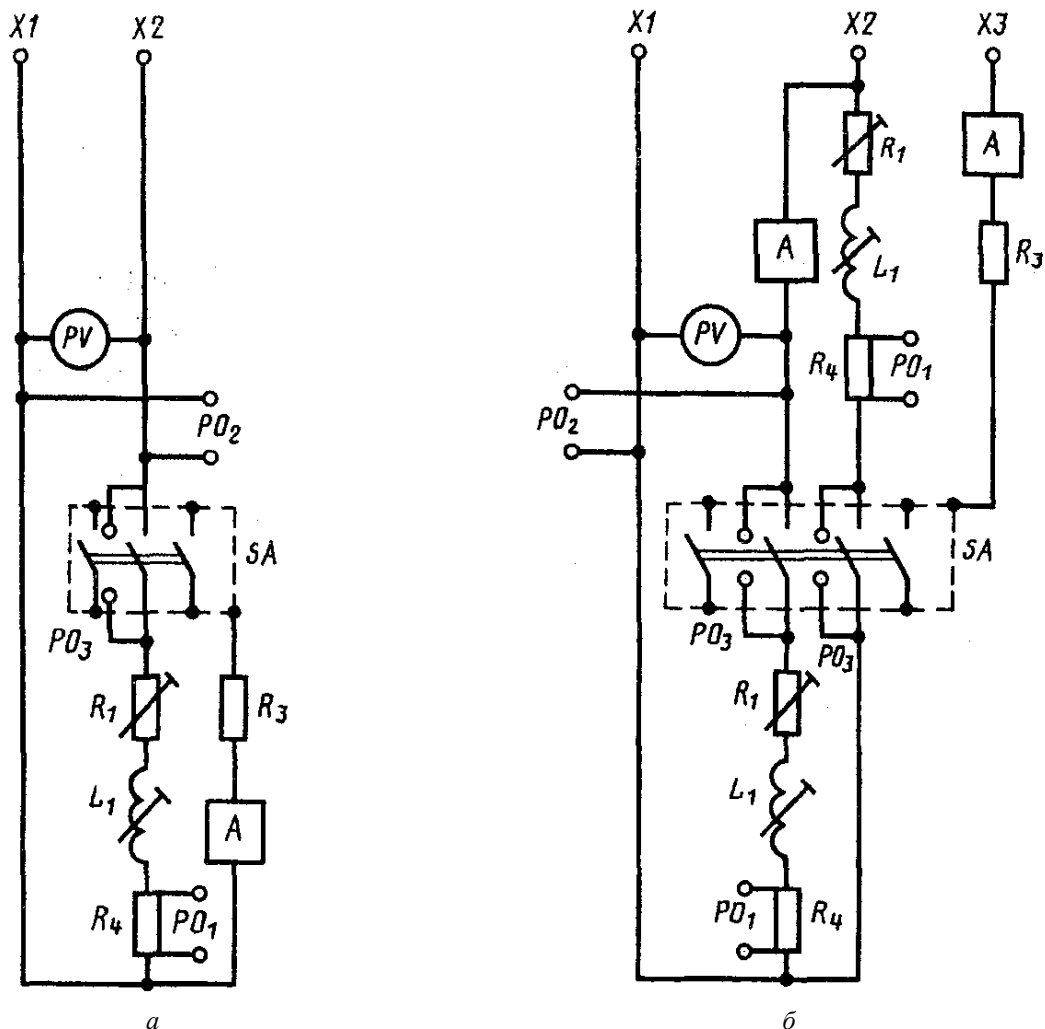 X1 X2
PV
PO2
SA
PO3
R1 R3
L1
A
R4 PO1
а
X1 X2 X3
R1
A
A
L1
R3
PV
R4 PO1
PO2
SA
PO3 PO3
R1
L1
PO1 R4
б